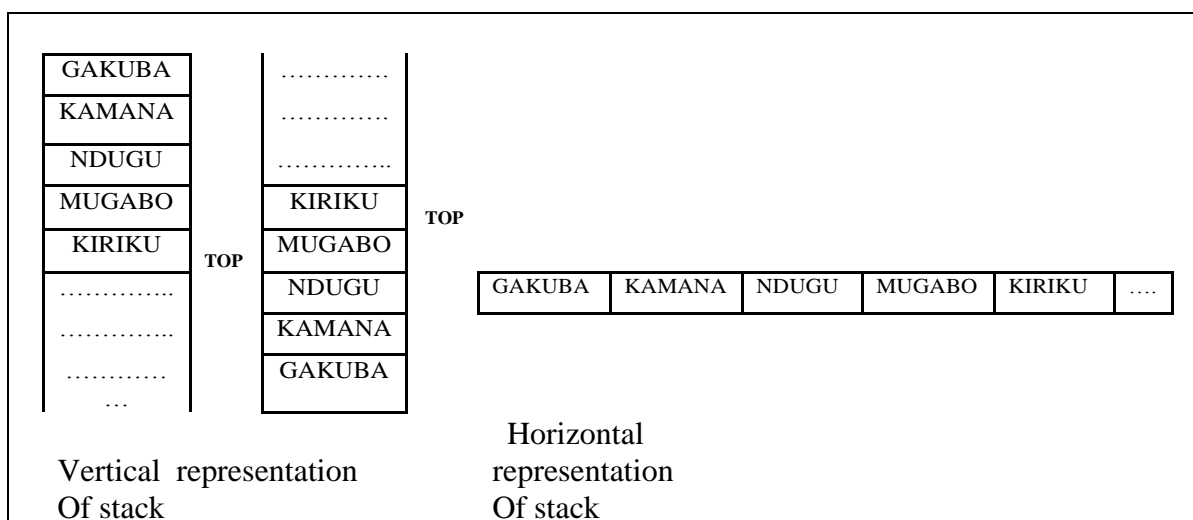 GAKUBA
KAMANA
NDUGU
MUGABO
KIRIKU
…………..
…………..
…………
…
TOP
………….
………….
…………..
KIRIKU
MUGABO
NDUGU
KAMANA
GAKUBA
TOP
GAKUBA KAMANA NDUGU MUGABO KIRIKU ….
Vertical representation
Of stack
Horizontal
representation
Of stack